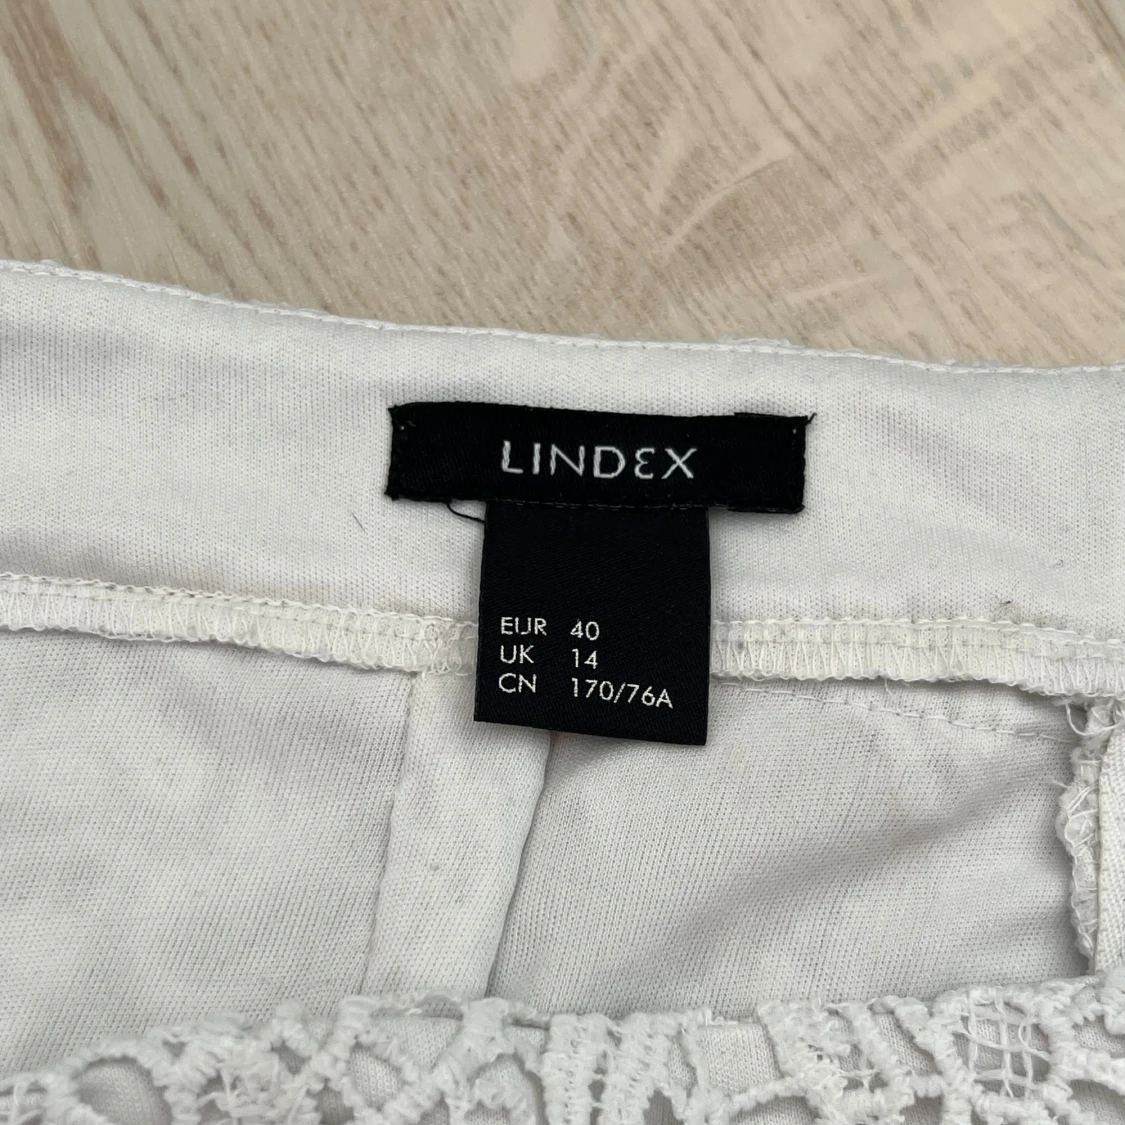 LINDEX
EUR 40
UK 14
CN 170/76A